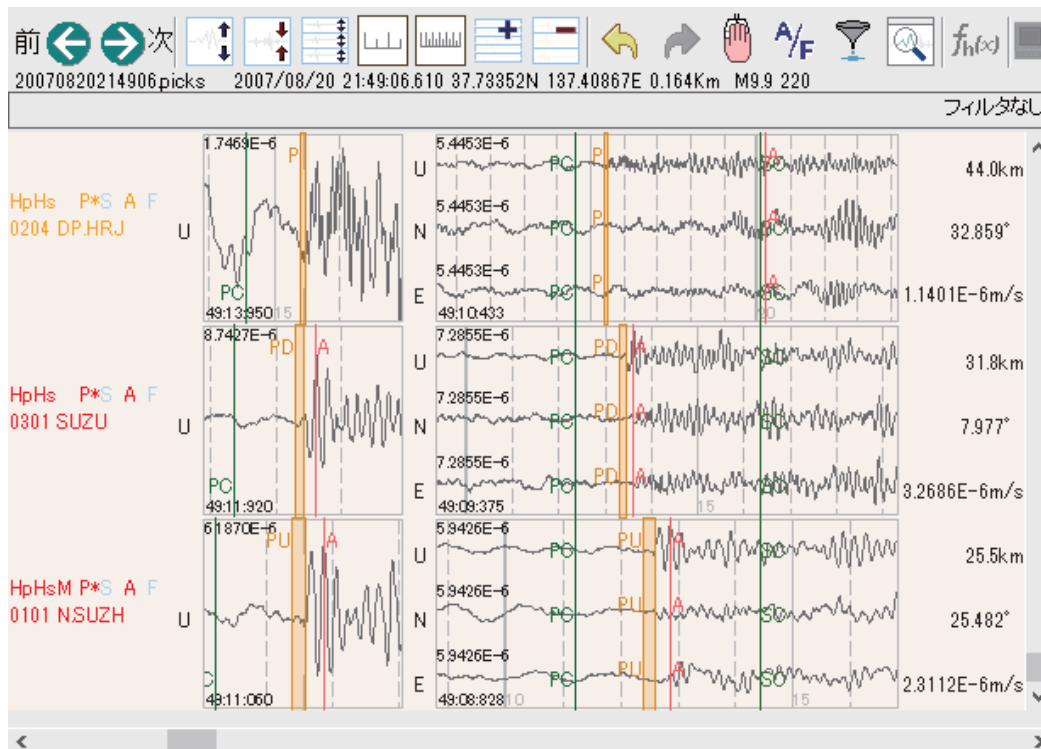 前 次 A/F fh(x)
20070820214906.picks 2007/08/20 21:49:06.610 37.78352N 137.40867E 0.164Km M9.9 220
フィルタなし
1.7469E-6 P 5.4453E-6 PC P SC A
U 44.0km
HpHs P*S A F
5.4453E-6 PC P SC A
0204 DP.HRJ U N 32.859°
5.4453E-6 PC P SC A
PC E 1.1401E-6m/s
49:13:950 15 49:10:433 20
8.7427E-6 PD A 7.2855E-6 PC PD A SC
U 31.8km
HpHs P*S A F
7.2855E-6 PC PD A SC
0301 SUZU U N 7.977°
7.2855E-6 PC PD A
PC E 3.2686E-6m/s
49:11:920 49:09:375 15
6.1870E-6 PU A 5.9426E-6 PC PU A SC
U 25.5km
HpHsM P*S A F
5.9426E-6 PC PU A SC
0101 N.SUZH U N 25.482°
5.9426E-6 PC PU A SC
C E 2.3112E-6m/s
49:11:060 49:08:828 10 15